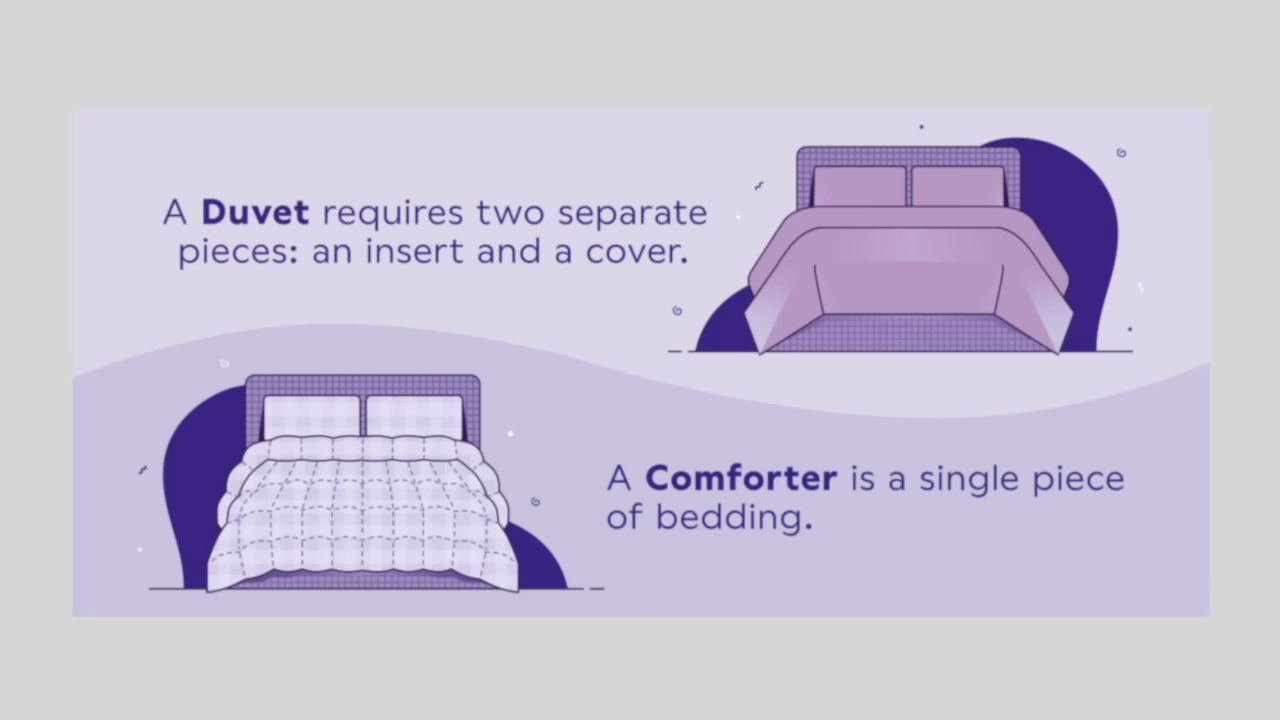 A Duvet requires two separate
pieces: an insert and a cover.
A Comforter is a single piece
of bedding.